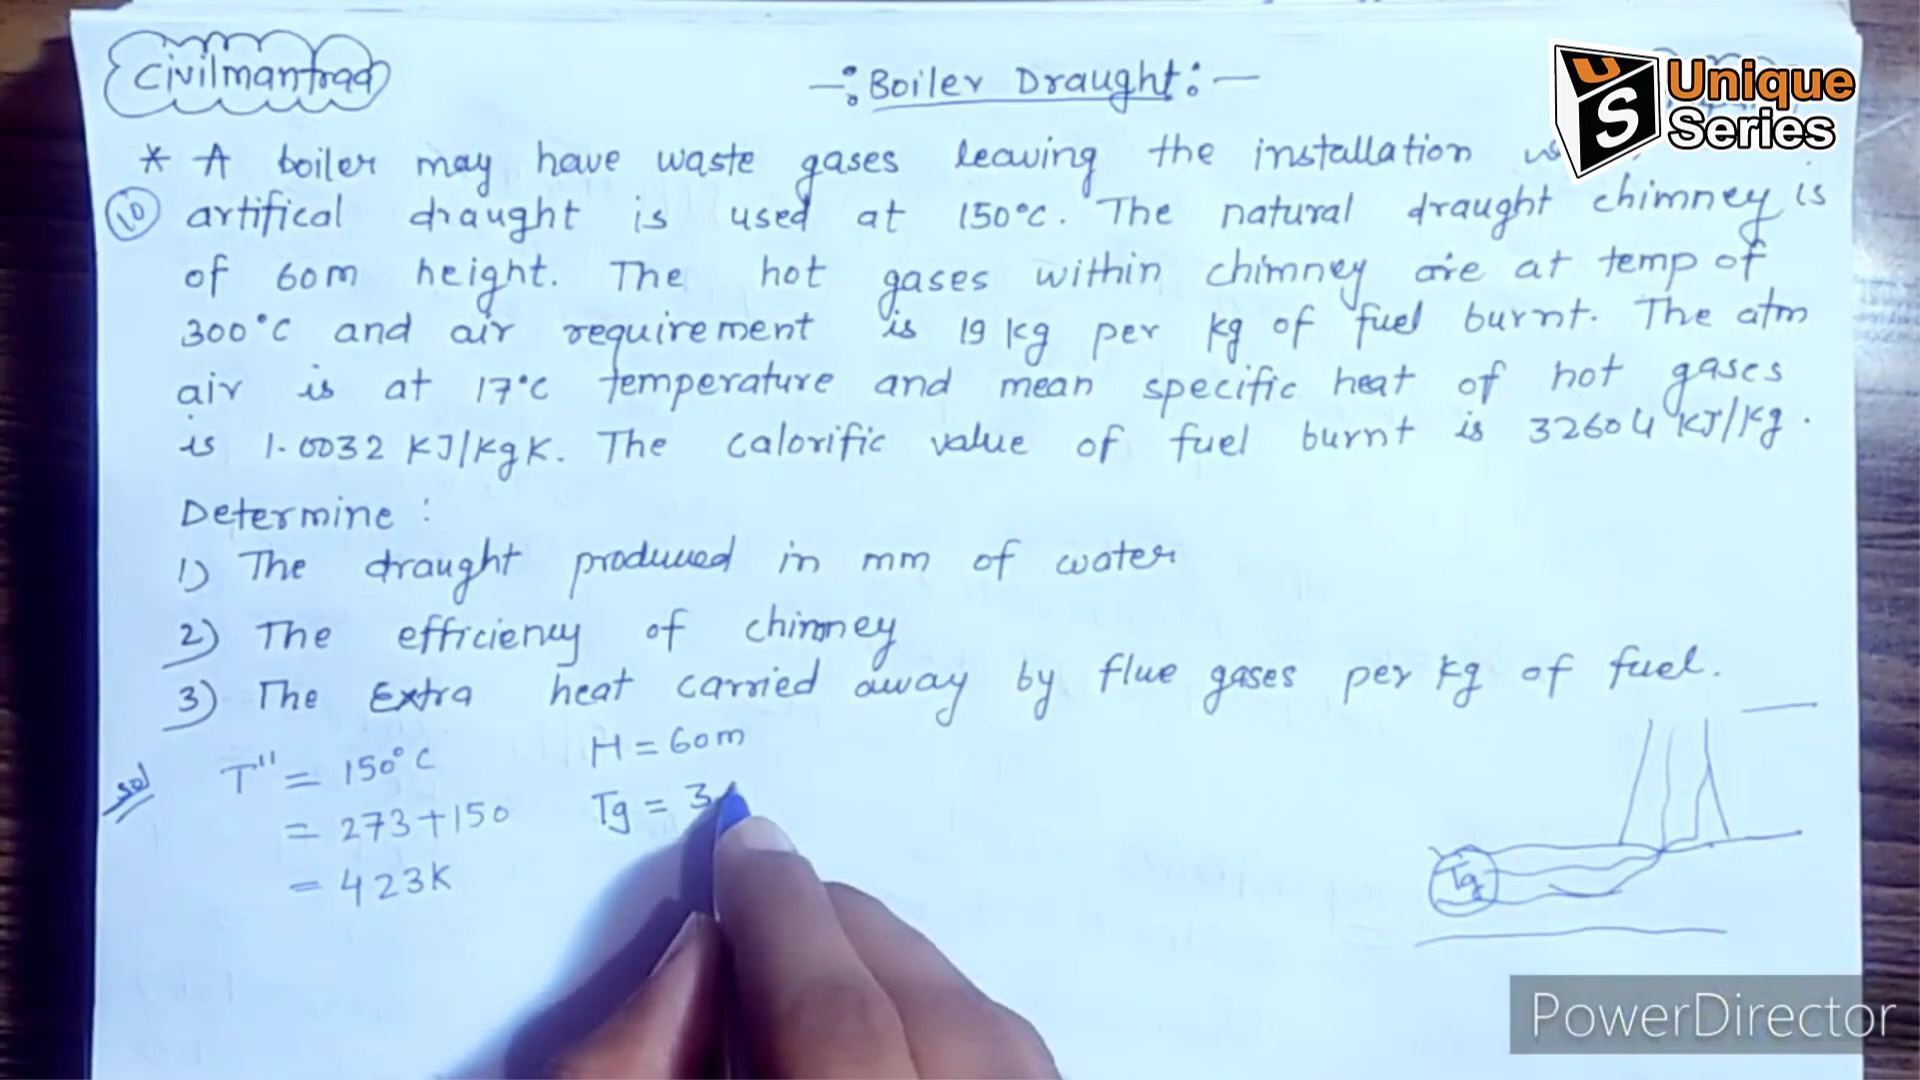 Civilmantraa
-:Boiler Draught:-
Unique
Series
US
* A boiler may have waste gases leaving the installation
10 artifical draught is used at 150°C. The natural draught chimney is
of 60m height. The hot gases within chimney are at temp of
300°C and air requirement is 19 kg per kg of fuel burnt. The atm
air is at 17°C temperature and mean specific heat of hot gases
is 1.0032 KJ/kgK. The calorific value of fuel burnt is 32604 KJ/kg.
Determine :
1) The draught produced in mm of water
2) The efficiency of chimney
3) The Extra heat carried away by flue gases per kg of fuel.
sol
T" = 150°C
= 273+150
= 423K
H = 60m
Tg = 3
Tg
PowerDirector